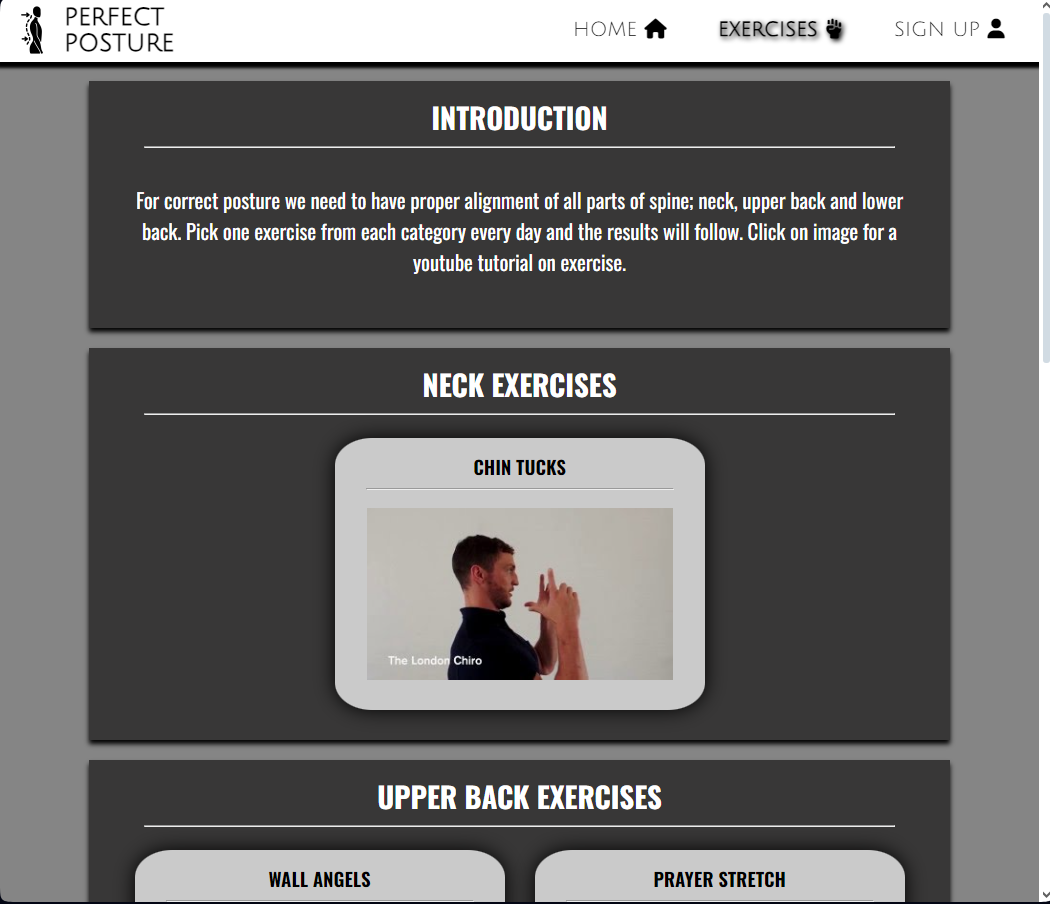 PERFECT
POSTURE
HOME
EXERCISES
SIGN UP
INTRODUCTION
For correct posture we need to have proper alignment of all parts of spine; neck, upper back and lower
back. Pick one exercise from each category every day and the results will follow. Click on image for a
youtube tutorial on exercise.
NECK EXERCISES
CHIN TUCKS
The London Chiro
UPPER BACK EXERCISES
WALL ANGELS
PRAYER STRETCH